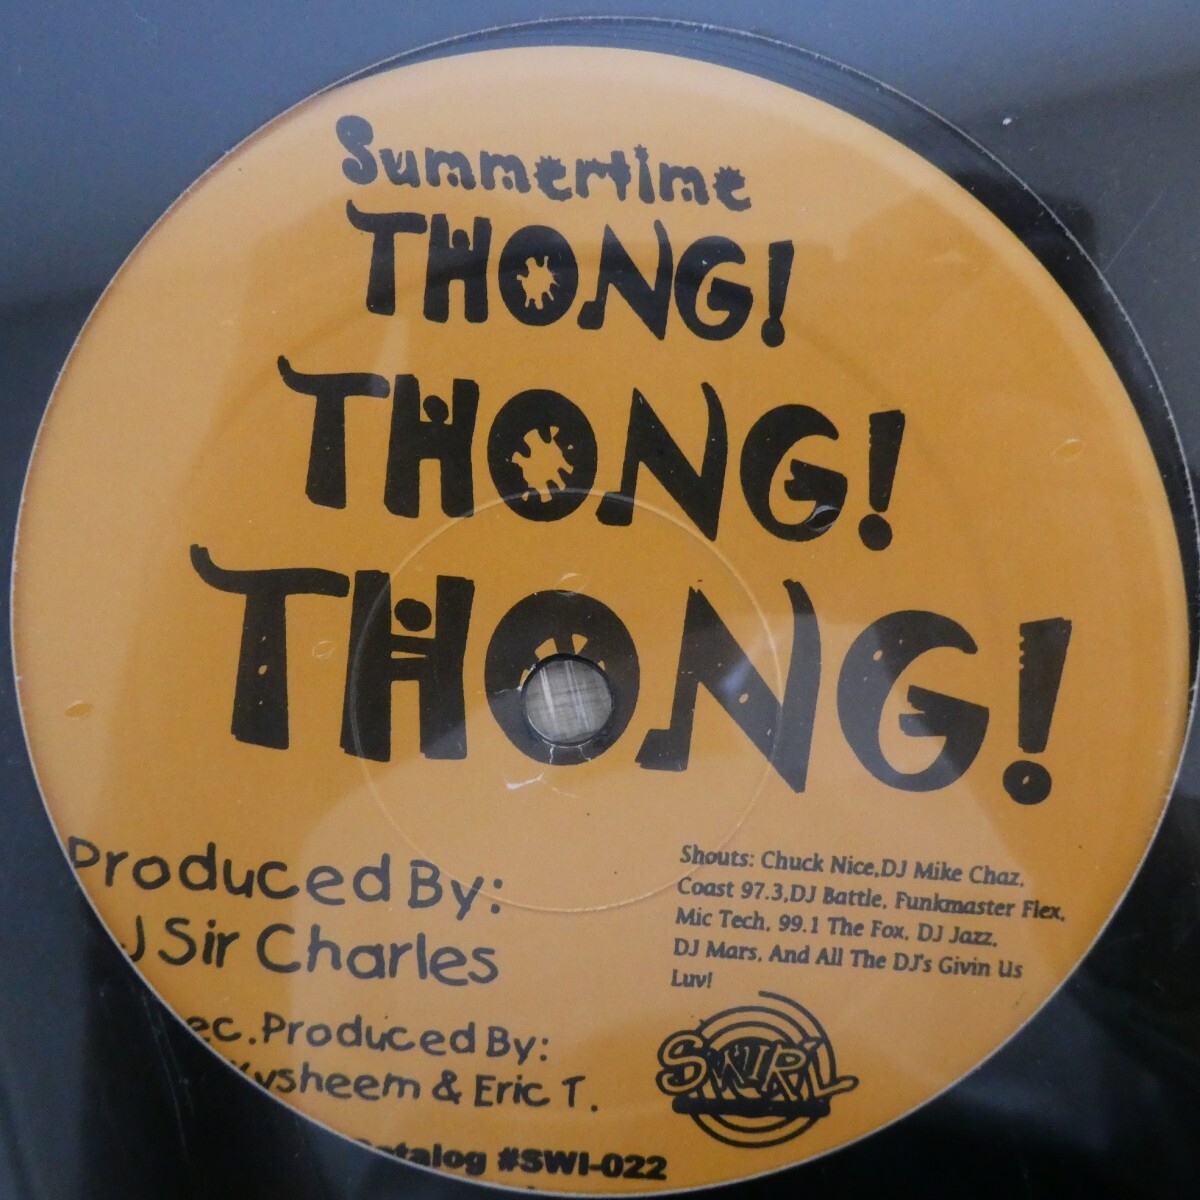 Summertime
THONG!
THONG!
THONG!
Produced By:
J Sir Charles
ec.Produced By:
Kysheem & Eric T.
Catalog #SWI-022
Shouts: Chuck Nice,DJ Mike Chaz,
Coast 97.3,DJ Battle, Funkmaster Flex,
Mic Tech, 99.1 The Fox, DJ Jazz,
DJ Mars, And All The DJ's Givin Us
Luv!
SWIRL